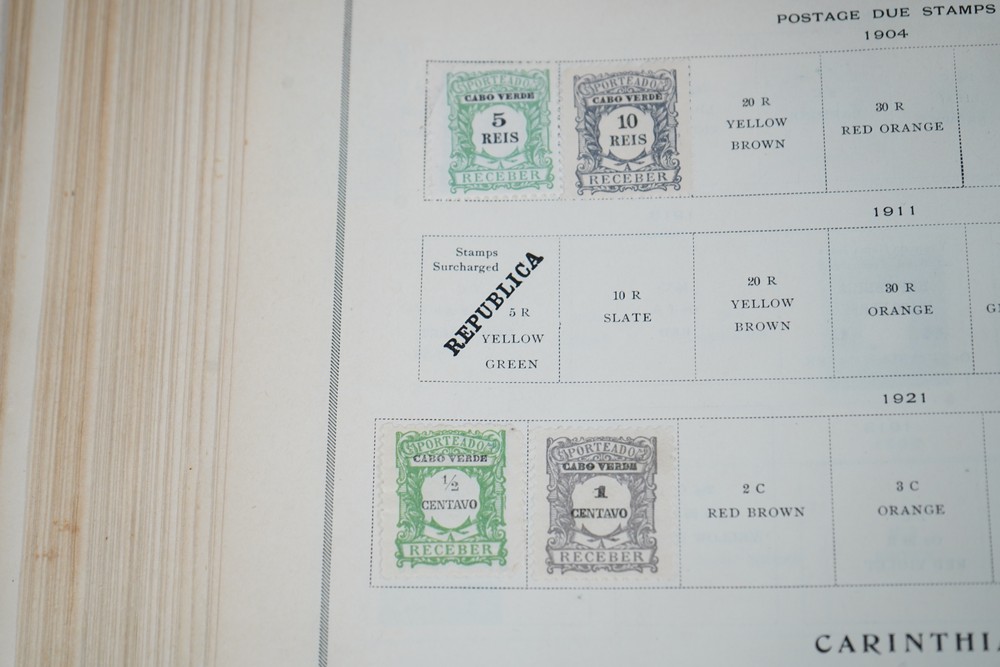 POSTAGE DUE STAMPS
1904
PORTEADO
CABO VERDE
5
REIS
RECEBER
PORTEADO
CABO VERDE
10
REIS
RECEBER
20 R
YELLOW
BROWN
30 R
RED ORANGE
1911
Stamps
Surcharged
REPUBLICA
5 R
YELLOW
GREEN
10 R
SLATE
20 R
YELLOW
BROWN
30 R
ORANGE
1921
PORTEADO
CABO VERDE
1/2
CENTAVO
RECEBER
PORTEADO
CABO VERDE
1
CENTAVO
RECEBER
2 C
RED BROWN
3 C
ORANGE
CARINTHI